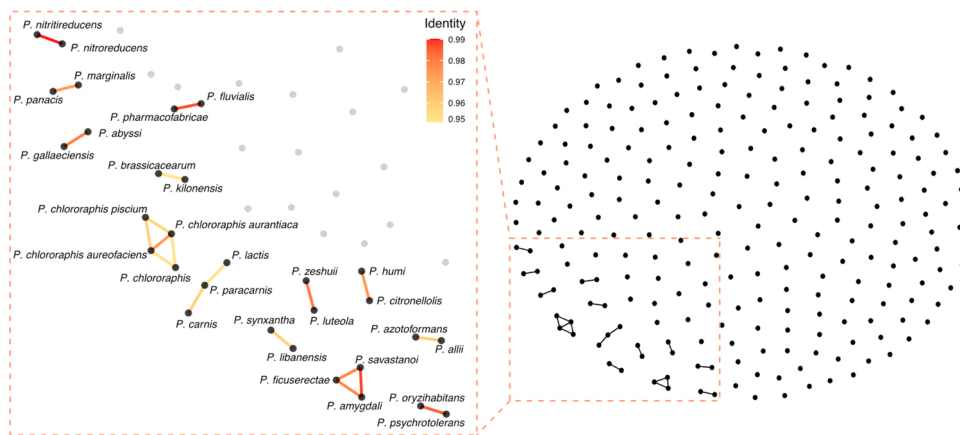 P. nitritireducens
Identity
P. nitroreducens
0.99
0.98
0.97
0.96
0.95
P. marginalis
P. panacis
P. fluvialis
P. pharmacofabricae
P. abyssi
P. gallaeciensis
P. brassicacearum
P. kilonensis
P. chlororaphis piscium
P. chlororaphis aurantiaca
P. chlororaphis aureofaciens
P. chlororaphis
P. lactis
P. paracarnis
P. carnis
P. zeshuii
P. luteola
P. humi
P. citronellolis
P. synxantha
P. libanensis
P. azotoformans
P. allii
P. savastanoi
P. ficuserectae
P. amygdali
P. oryzihabitans
P. psychrotolerans